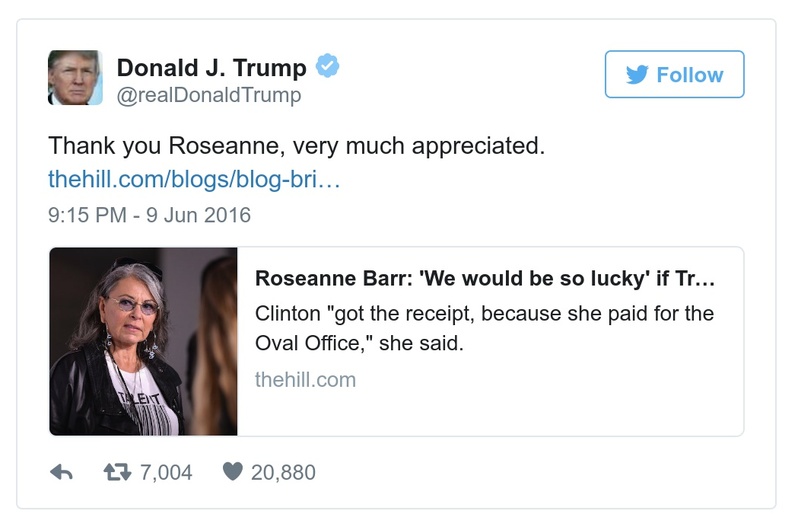 Donald J. Trump
@realDonaldTrump
Follow
Thank you Roseanne, very much appreciated.
thehill.com/blogs/blog-bri…
9:15 PM - 9 Jun 2016
Roseanne Barr: 'We would be so lucky' if Tr…
Clinton "got the receipt, because she paid for the
Oval Office," she said.
thehill.com
TALENT
7,004
20,880